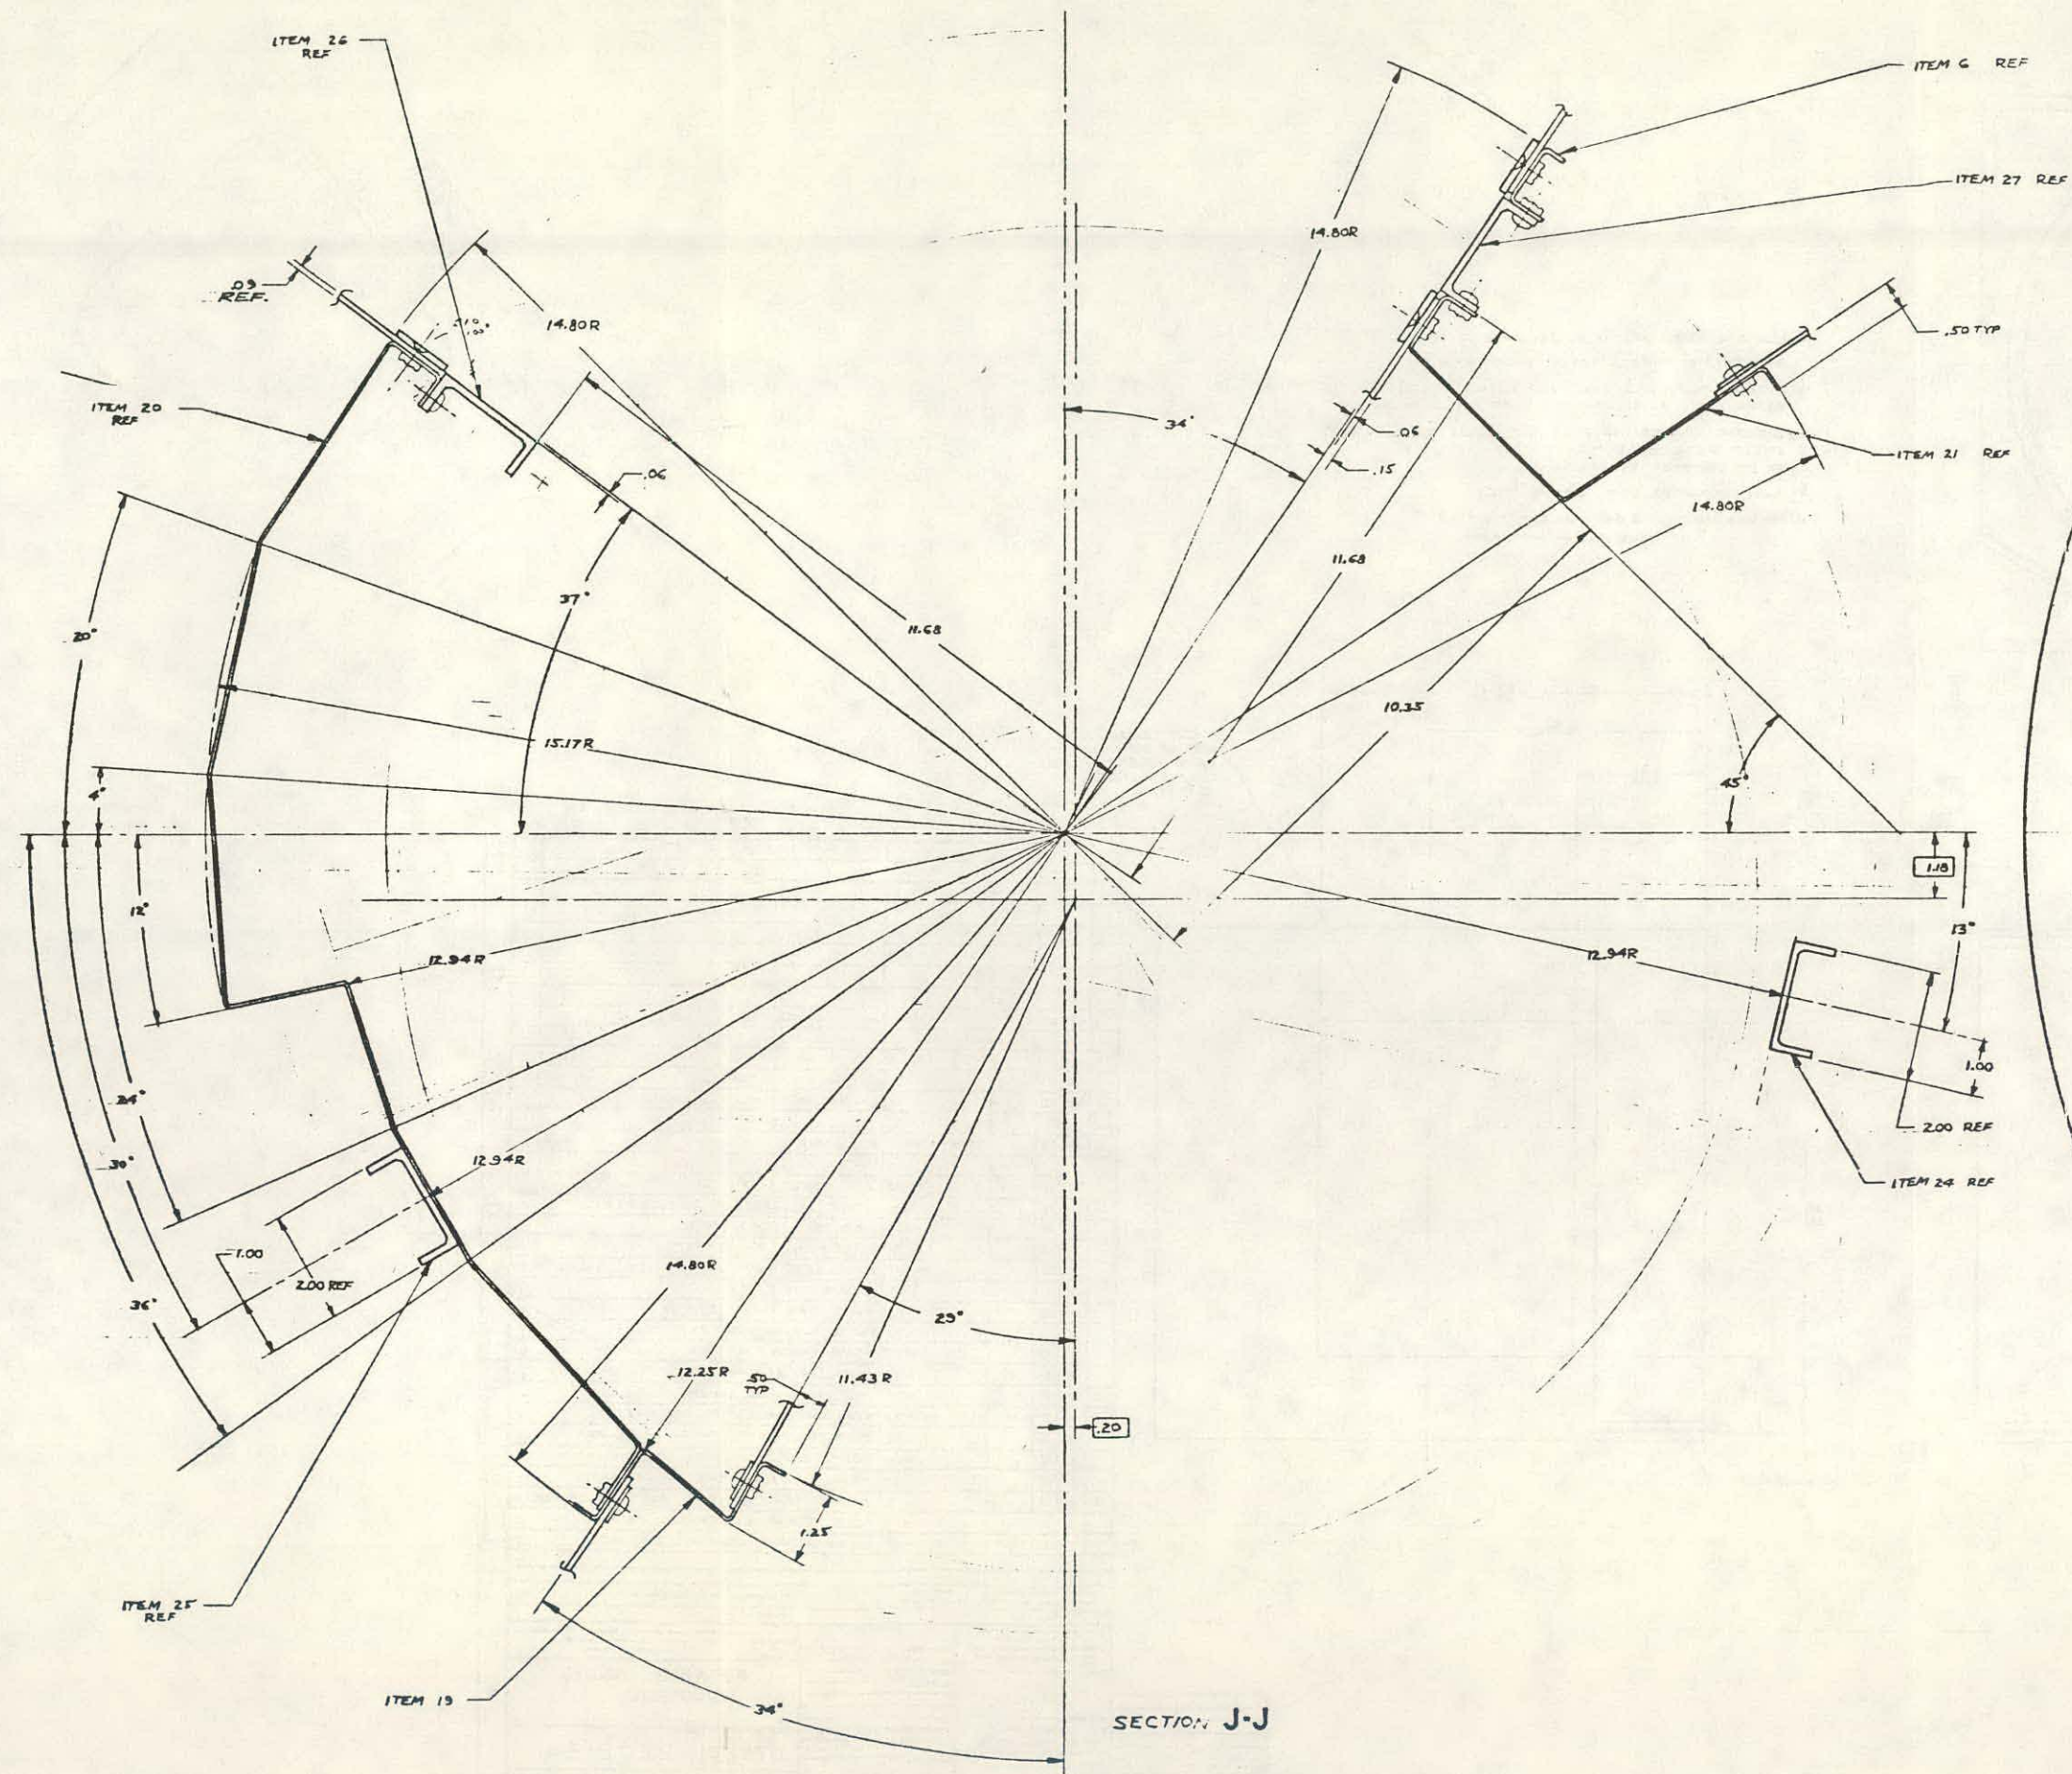 ITEM 26
REF
ITEM 6 REF
ITEM 27 REF
14.80R
.09
REF.
14.80R
.50 TYP
ITEM 20
REF
34°
.06
.15
ITEM 21 REF
.06
14.80R
11.68
37°
11.68
20°
10.35
15.17R
45°
4°
1.18
12°
13°
12.94R
12.94R
1.00
24°
2.00 REF
30°
12.94R
ITEM 24 REF
1.00
14.80R
2.00 REF
36°
29°
12.25R
.50
TYP
11.43R
.20
1.25
ITEM 25
REF
ITEM 19
34°
SECTION J-J